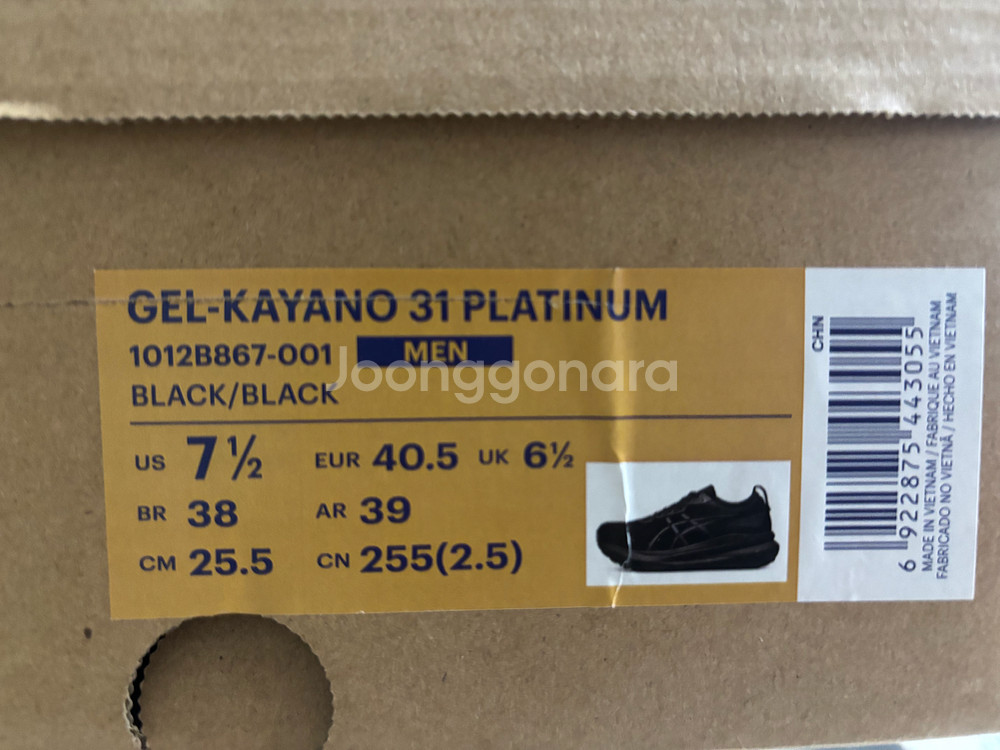 GEL-KAYANO 31 PLATINUM
1012B867-001 MEN
BLACK/BLACK
Joonggonara
US 7½ EUR 40.5 UK 6½
BR 38 AR 39
CM 25.5 CN 255(2.5)
CHN
6 922875 443055
MADE IN VIETNAM / FABRIQUE AU VIETNAM
FABRICADO NO VIETNÃ / HECHO EN VIETNAM